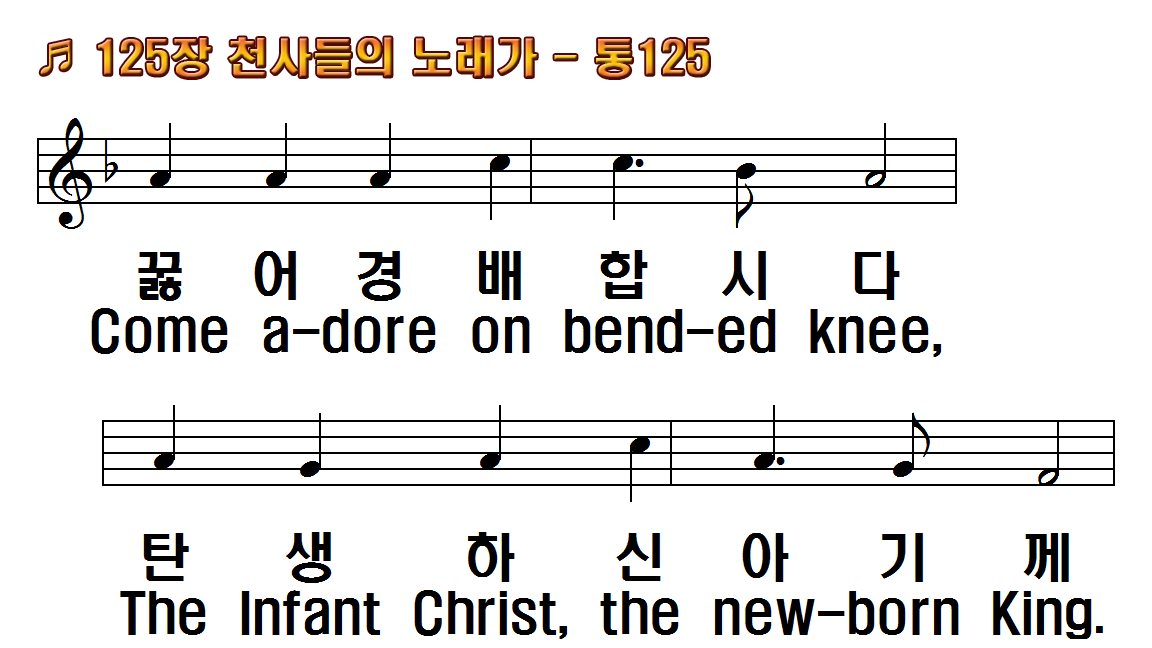 ♬ 125장 천사들의 노래가 - 통125
꿇 어 경 배 합 시 다
Come a-dore on bend-ed knee,
탄 생 하 신 아 기 께
The Infant Christ, the new-born King.